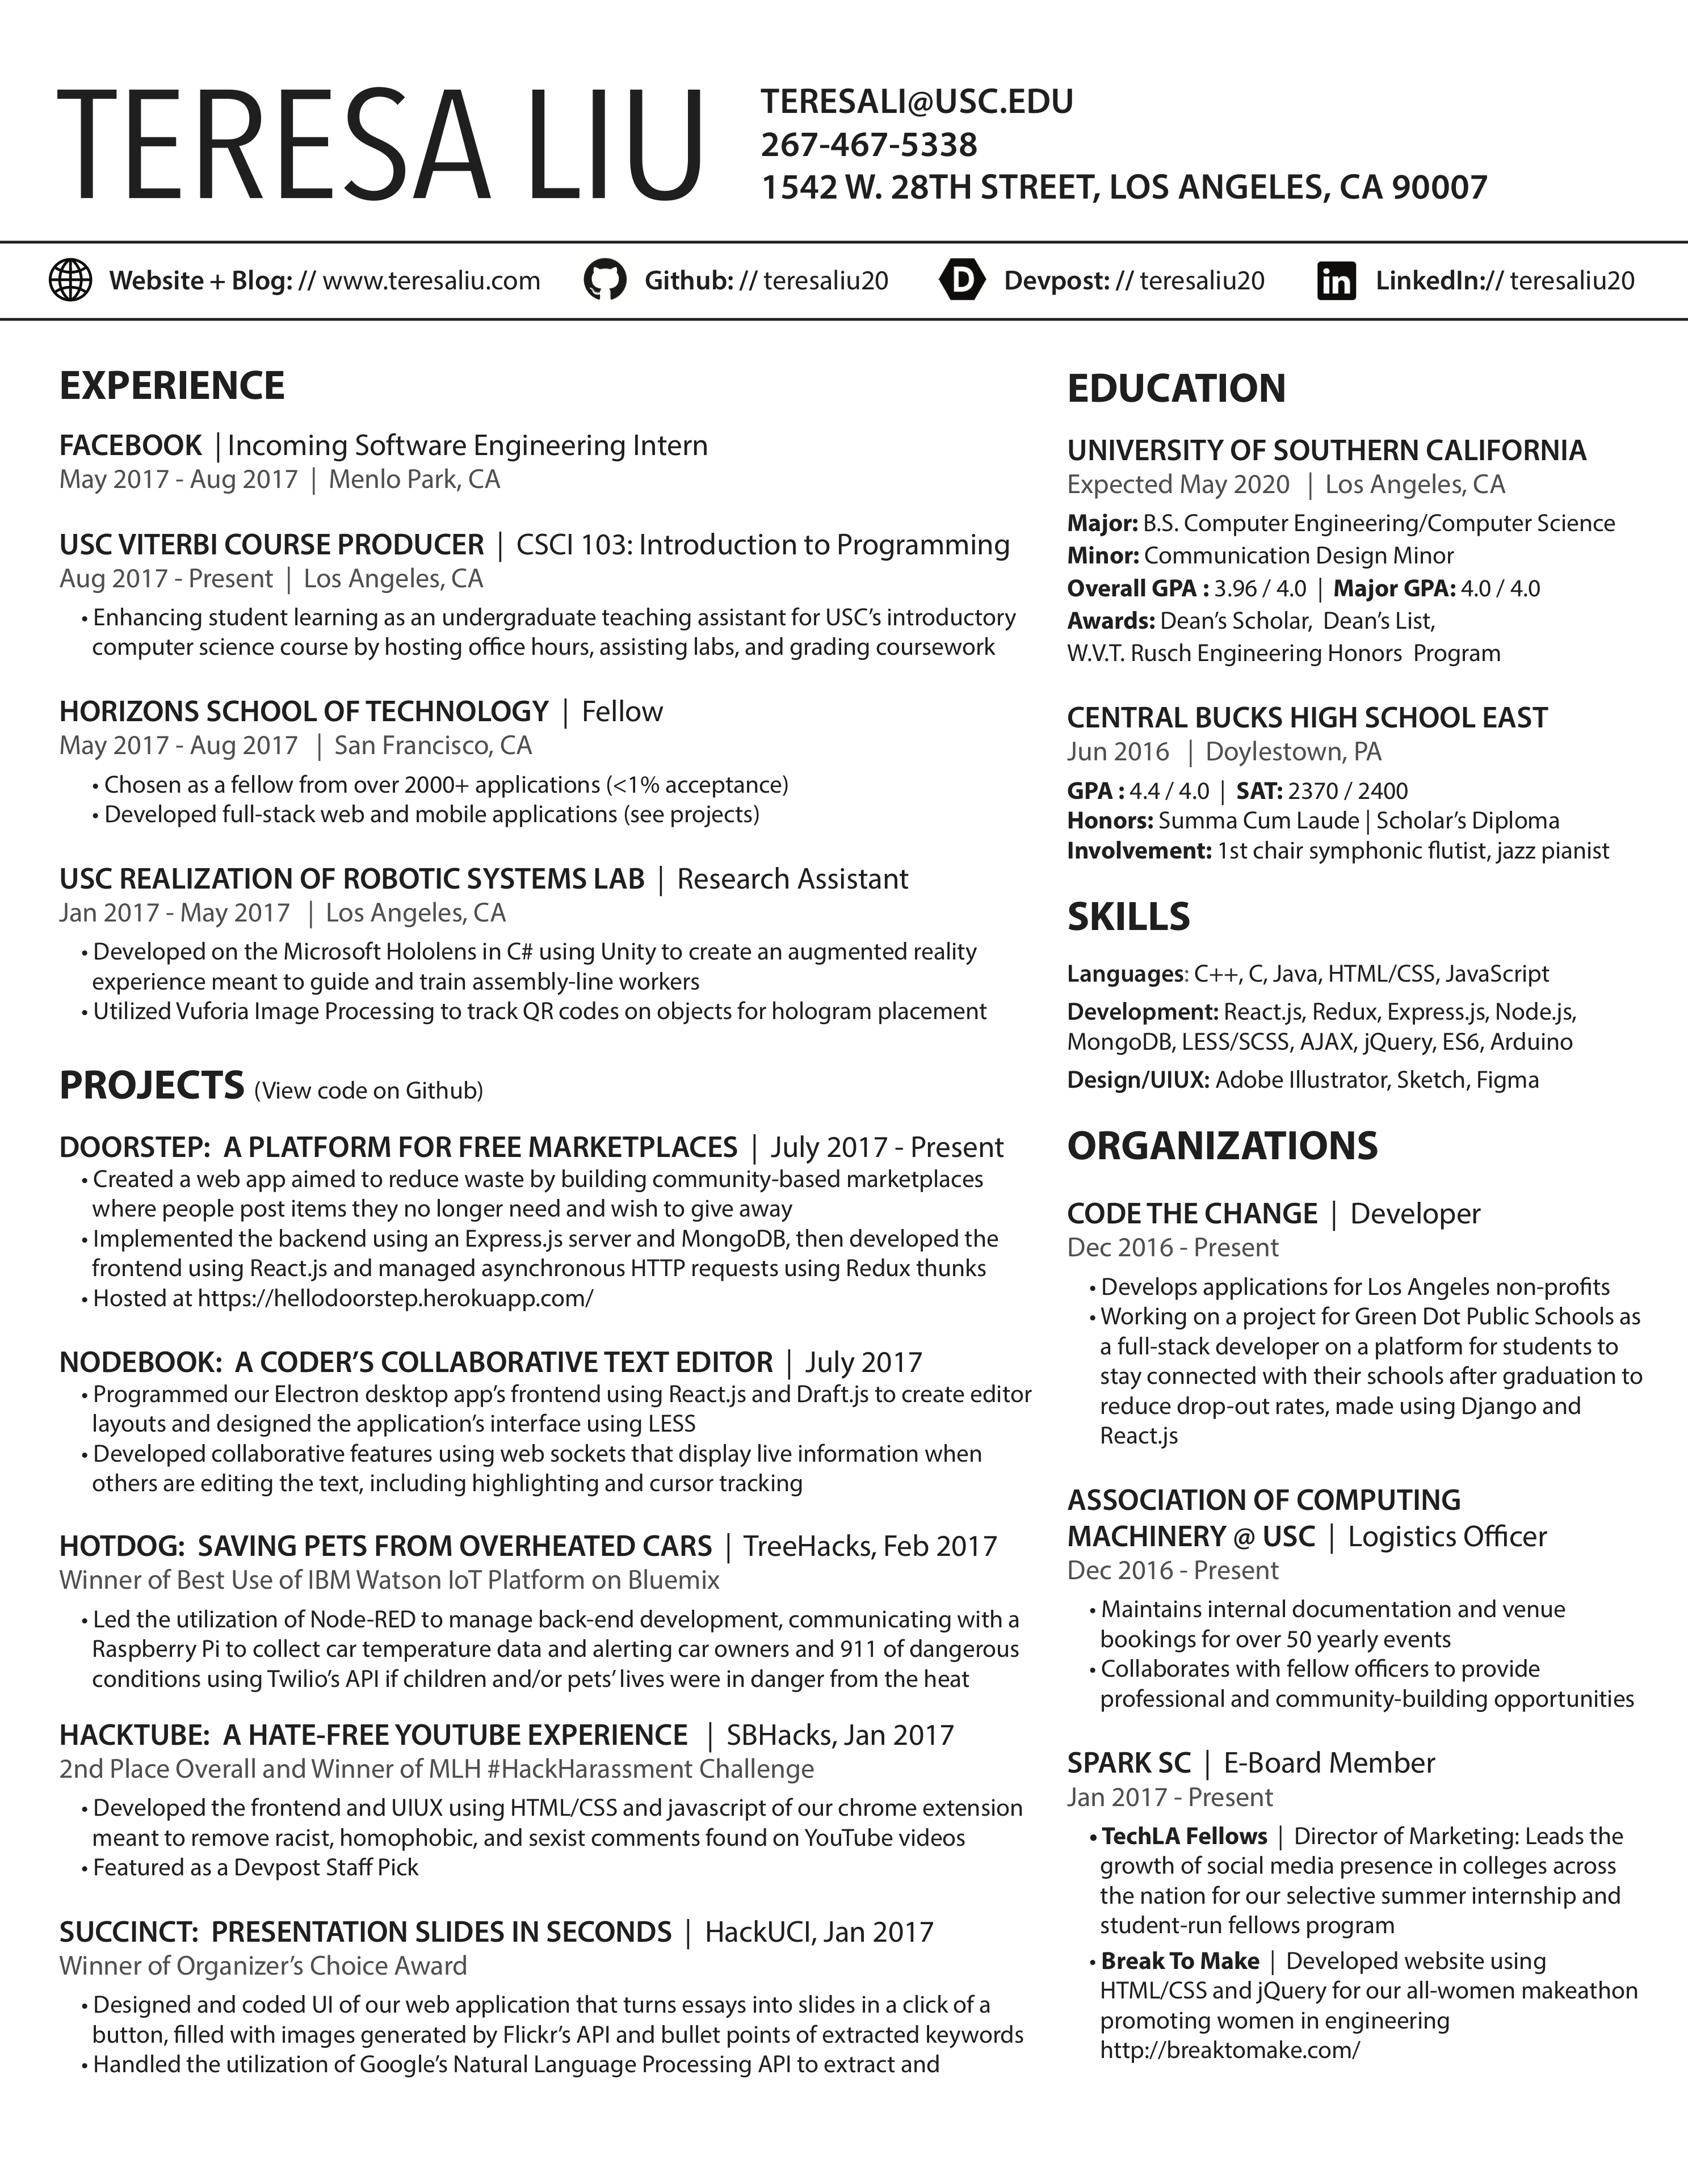 TERESA LIU
TERESALI@USC.EDU
267-467-5338
1542 W. 28TH STREET, LOS ANGELES, CA 90007
Website + Blog: // www.teresaliu.com
Github: // teresaliu20
D
Devpost: // teresaliu20
in
LinkedIn:// teresaliu20
EXPERIENCE
FACEBOOK | Incoming Software Engineering Intern
May 2017 - Aug 2017 | Menlo Park, CA
USC VITERBI COURSE PRODUCER | CSCI 103: Introduction to Programming
Aug 2017 - Present | Los Angeles, CA
• Enhancing student learning as an undergraduate teaching assistant for USC’s introductory
computer science course by hosting office hours, assisting labs, and grading coursework
HORIZONS SCHOOL OF TECHNOLOGY | Fellow
May 2017 - Aug 2017 | San Francisco, CA
• Chosen as a fellow from over 2000+ applications (<1% acceptance)
• Developed full-stack web and mobile applications (see projects)
USC REALIZATION OF ROBOTIC SYSTEMS LAB | Research Assistant
Jan 2017 - May 2017 | Los Angeles, CA
• Developed on the Microsoft Hololens in C# using Unity to create an augmented reality
experience meant to guide and train assembly-line workers
• Utilized Vuforia Image Processing to track QR codes on objects for hologram placement
PROJECTS (View code on Github)
DOORSTEP: A PLATFORM FOR FREE MARKETPLACES | July 2017 - Present
• Created a web app aimed to reduce waste by building community-based marketplaces
where people post items they no longer need and wish to give away
• Implemented the backend using an Express.js server and MongoDB, then developed the
frontend using React.js and managed asynchronous HTTP requests using Redux thunks
• Hosted at https://hellodoorstep.herokuapp.com/
NODEBOOK: A CODER’S COLLABORATIVE TEXT EDITOR | July 2017
• Programmed our Electron desktop app’s frontend using React.js and Draft.js to create editor
layouts and designed the application’s interface using LESS
• Developed collaborative features using web sockets that display live information when
others are editing the text, including highlighting and cursor tracking
HOTDOG: SAVING PETS FROM OVERHEATED CARS | TreeHacks, Feb 2017
Winner of Best Use of IBM Watson IoT Platform on Bluemix
• Led the utilization of Node-RED to manage back-end development, communicating with a
Raspberry Pi to collect car temperature data and alerting car owners and 911 of dangerous
conditions using Twilio’s API if children and/or pets’ lives were in danger from the heat
HACKTUBE: A HATE-FREE YOUTUBE EXPERIENCE | SBHacks, Jan 2017
2nd Place Overall and Winner of MLH #HackHarassment Challenge
• Developed the frontend and UIUX using HTML/CSS and javascript of our chrome extension
meant to remove racist, homophobic, and sexist comments found on YouTube videos
• Featured as a Devpost Staff Pick
SUCCINCT: PRESENTATION SLIDES IN SECONDS | HackUCI, Jan 2017
Winner of Organizer’s Choice Award
• Designed and coded UI of our web application that turns essays into slides in a click of a
button, filled with images generated by Flickr’s API and bullet points of extracted keywords
• Handled the utilization of Google’s Natural Language Processing API to extract and
EDUCATION
UNIVERSITY OF SOUTHERN CALIFORNIA
Expected May 2020 | Los Angeles, CA
Major: B.S. Computer Engineering/Computer Science
Minor: Communication Design Minor
Overall GPA : 3.96 / 4.0 | Major GPA: 4.0 / 4.0
Awards: Dean’s Scholar, Dean’s List,
W.V.T. Rusch Engineering Honors Program
CENTRAL BUCKS HIGH SCHOOL EAST
Jun 2016 | Doylestown, PA
GPA : 4.4 / 4.0 | SAT: 2370 / 2400
Honors: Summa Cum Laude | Scholar’s Diploma
Involvement: 1st chair symphonic flutist, jazz pianist
SKILLS
Languages: C++, C, Java, HTML/CSS, JavaScript
Development: React.js, Redux, Express.js, Node.js,
MongoDB, LESS/SCSS, AJAX, jQuery, ES6, Arduino
Design/UIUX: Adobe Illustrator, Sketch, Figma
ORGANIZATIONS
CODE THE CHANGE | Developer
Dec 2016 - Present
• Develops applications for Los Angeles non-profits
• Working on a project for Green Dot Public Schools as
a full-stack developer on a platform for students to
stay connected with their schools after graduation to
reduce drop-out rates, made using Django and
React.js
ASSOCIATION OF COMPUTING
MACHINERY @ USC | Logistics Officer
Dec 2016 - Present
• Maintains internal documentation and venue
bookings for over 50 yearly events
• Collaborates with fellow officers to provide
professional and community-building opportunities
SPARK SC | E-Board Member
Jan 2017 - Present
• TechLA Fellows | Director of Marketing: Leads the
growth of social media presence in colleges across
the nation for our selective summer internship and
student-run fellows program
• Break To Make | Developed website using
HTML/CSS and jQuery for our all-women makeathon
promoting women in engineering
http://breaktomake.com/